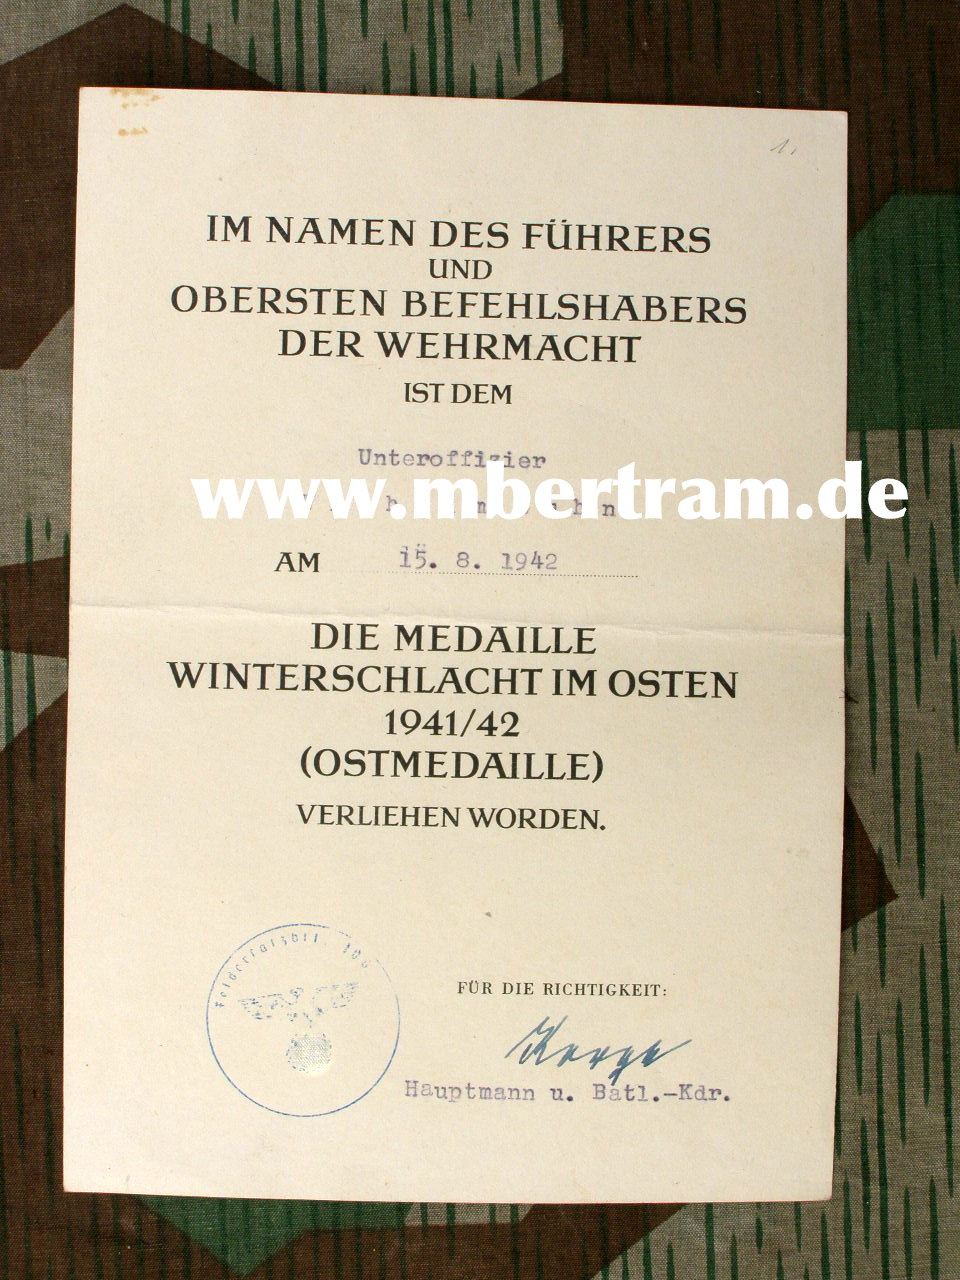 1.
IM NAMEN DES FÜHRERS
UND
OBERSTEN BEFEHLSHABERS
DER WEHRMACHT
IST DEM
Unteroffizier
www.mbertram.de
AM 15. 8. 1942
DIE MEDAILLE
WINTERSCHLACHT IM OSTEN
1941/42
(OSTMEDAILLE)
VERLIEHEN WORDEN.
FÜR DIE RICHTIGKEIT:
Hauptmann u. Batl.-Kdr.